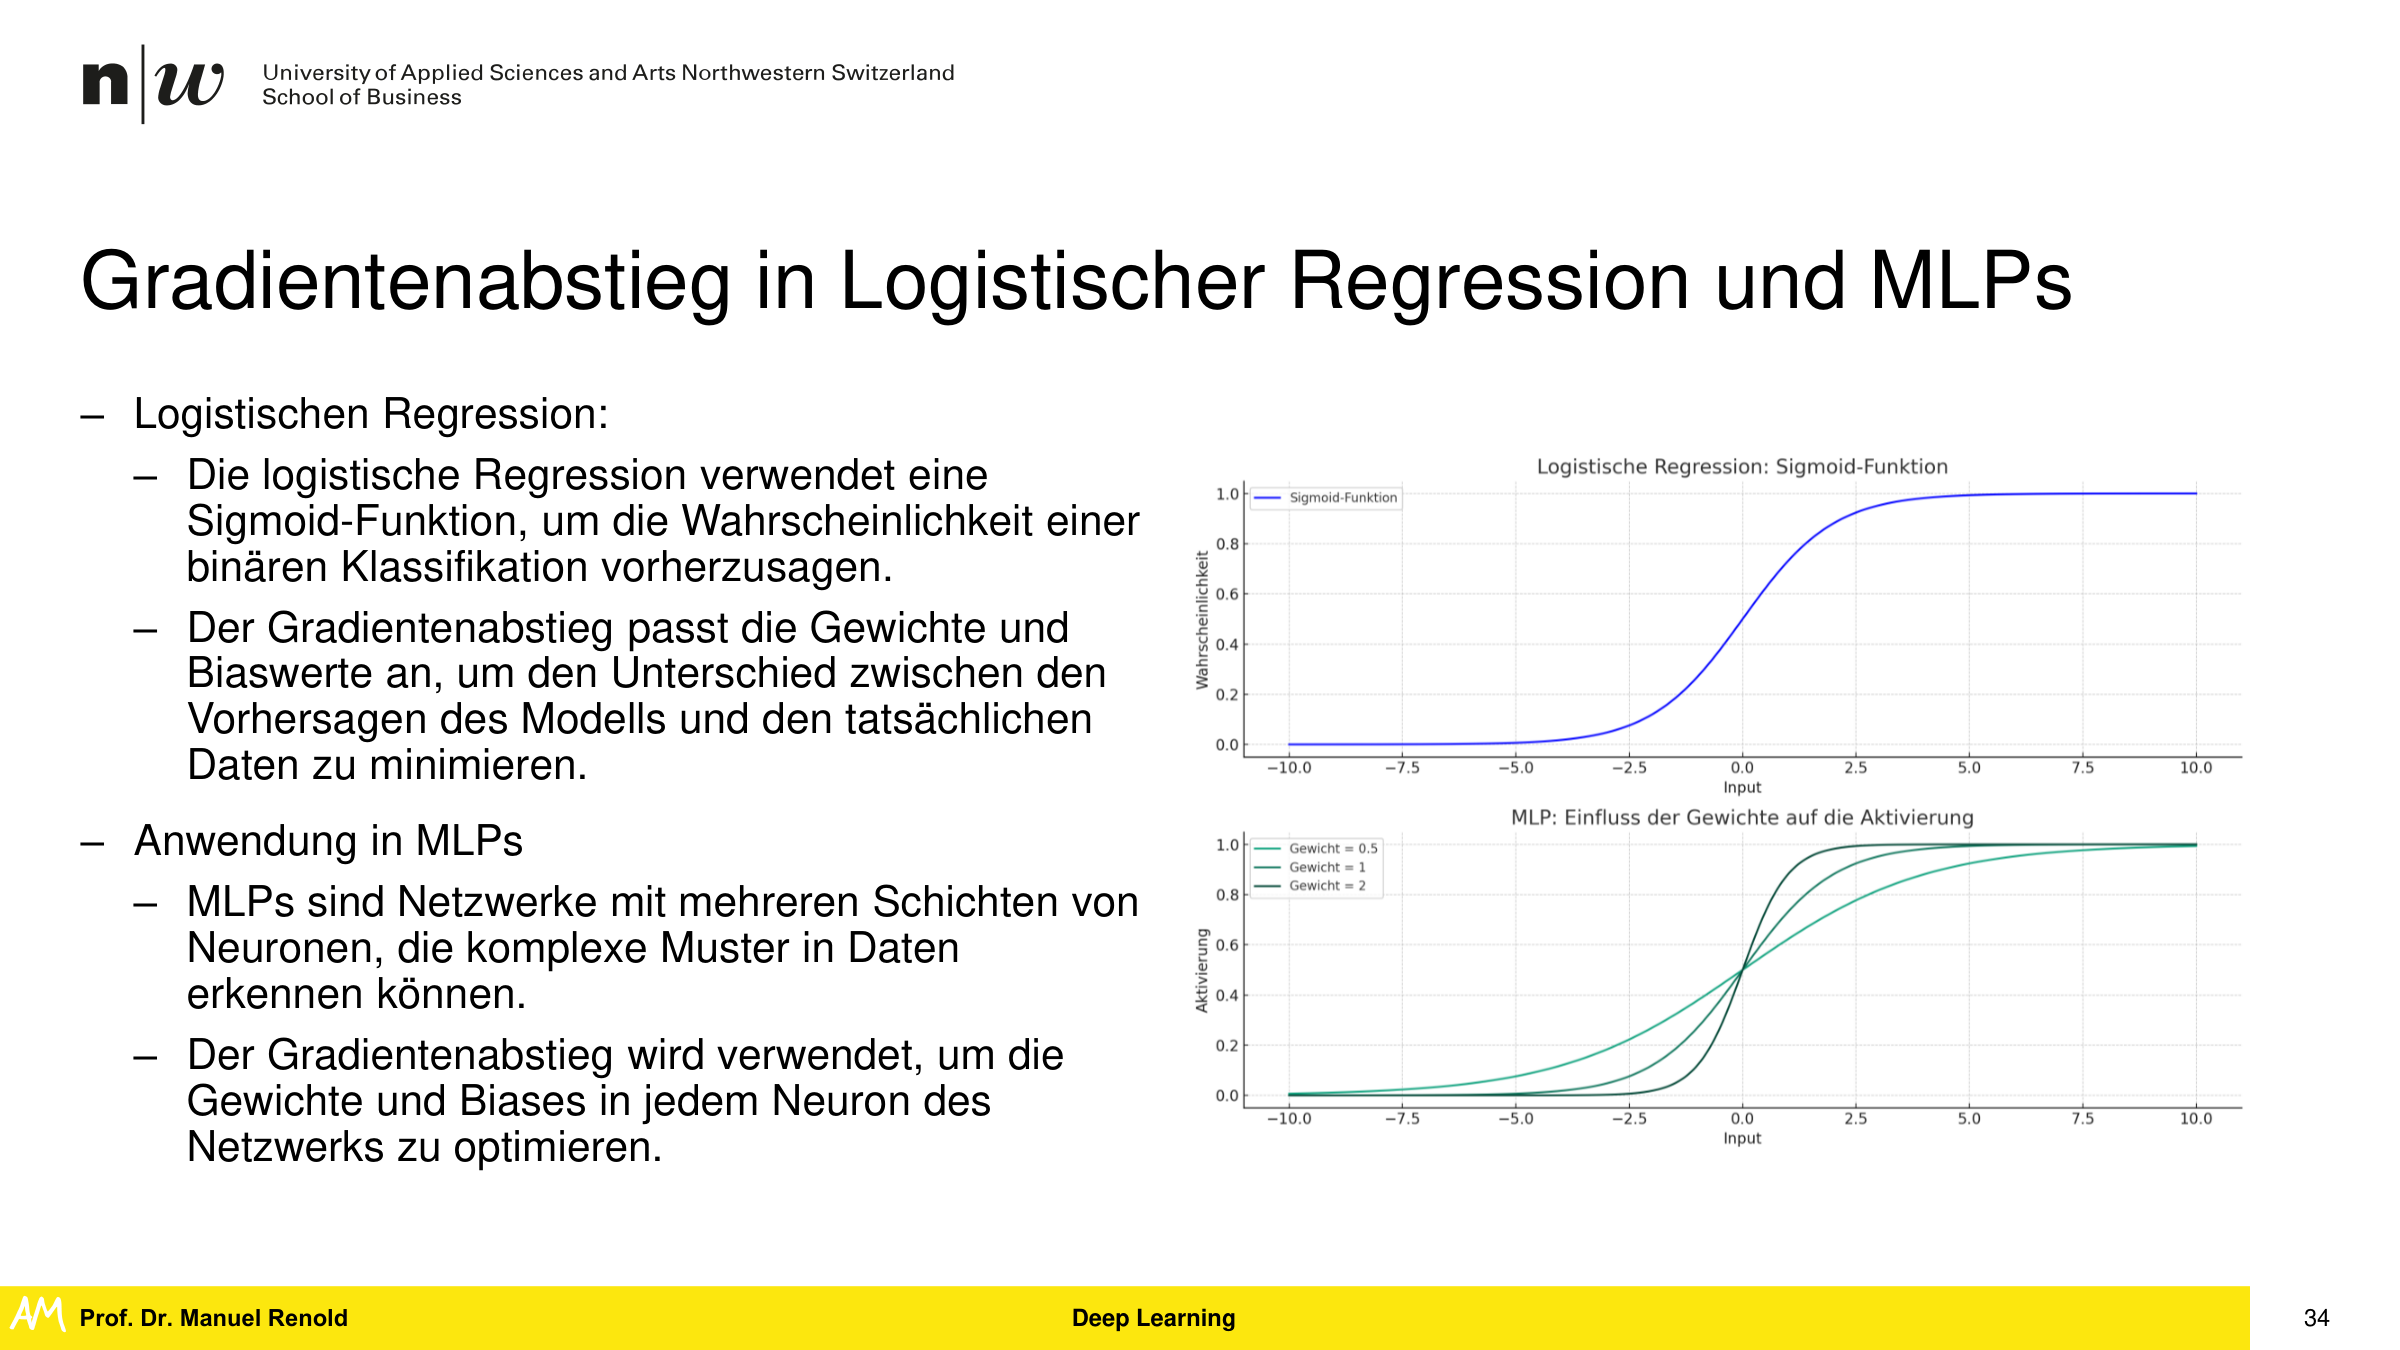 n|w
University of Applied Sciences and Arts Northwestern Switzerland
School of Business
Gradientenabstieg in Logistischer Regression und MLPs
– Logistischen Regression:
– Die logistische Regression verwendet eine
Sigmoid-Funktion, um die Wahrscheinlichkeit einer
binären Klassifikation vorherzusagen.
– Der Gradientenabstieg passt die Gewichte und
Biaswerte an, um den Unterschied zwischen den
Vorhersagen des Modells und den tatsächlichen
Daten zu minimieren.
– Anwendung in MLPs
– MLPs sind Netzwerke mit mehreren Schichten von
Neuronen, die komplexe Muster in Daten
erkennen können.
– Der Gradientenabstieg wird verwendet, um die
Gewichte und Biases in jedem Neuron des
Netzwerks zu optimieren.
Logistische Regression: Sigmoid-Funktion
Sigmoid-Funktion
Wahrscheinlichkeit
1.0
0.8
0.6
0.4
0.2
0.0
−10.0 −7.5 −5.0 −2.5 0.0 2.5 5.0 7.5 10.0
Input
MLP: Einfluss der Gewichte auf die Aktivierung
Gewicht = 0.5
Gewicht = 1
Gewicht = 2
Aktivierung
1.0
0.8
0.6
0.4
0.2
0.0
−10.0 −7.5 −5.0 −2.5 0.0 2.5 5.0 7.5 10.0
Input
AM Prof. Dr. Manuel Renold
Deep Learning
34